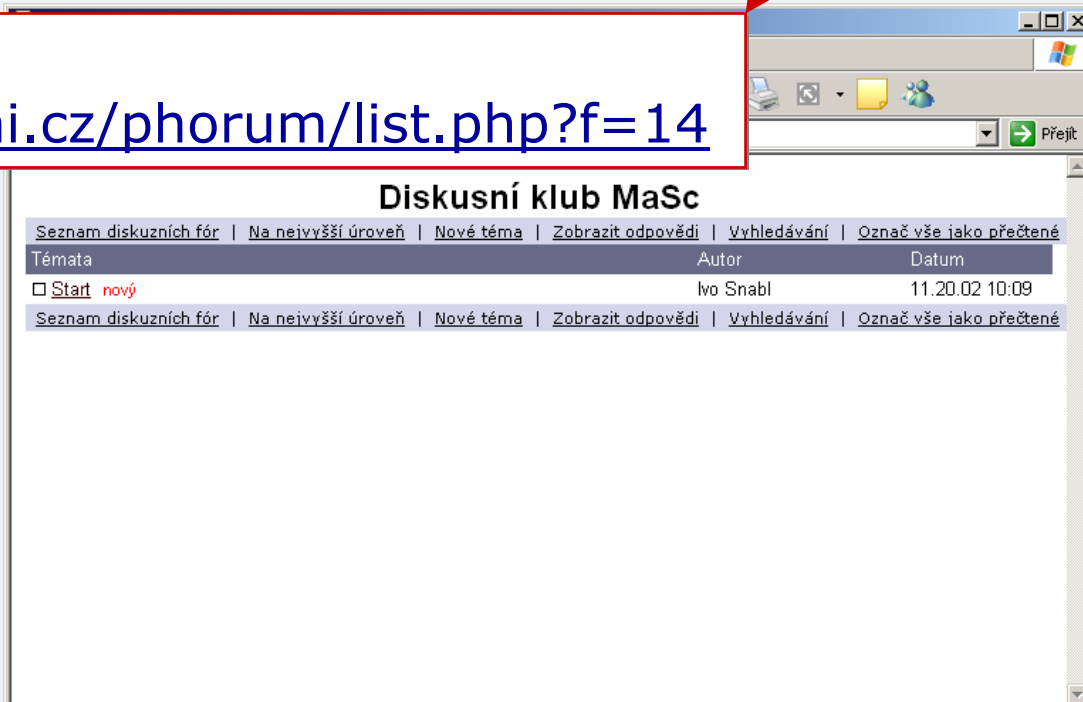 i.cz/phorum/list.php?f=14
Přejít
Diskusní klub MaSc
Seznam diskuzních fór | Na nejvyšší úroveň | Nové téma | Zobrazit odpovědi | Vyhledávání | Označ vše jako přečtené
Témata Autor Datum
Start nový Ivo Snabl 11.20.02 10:09
Seznam diskuzních fór | Na nejvyšší úroveň | Nové téma | Zobrazit odpovědi | Vyhledávání | Označ vše jako přečtené